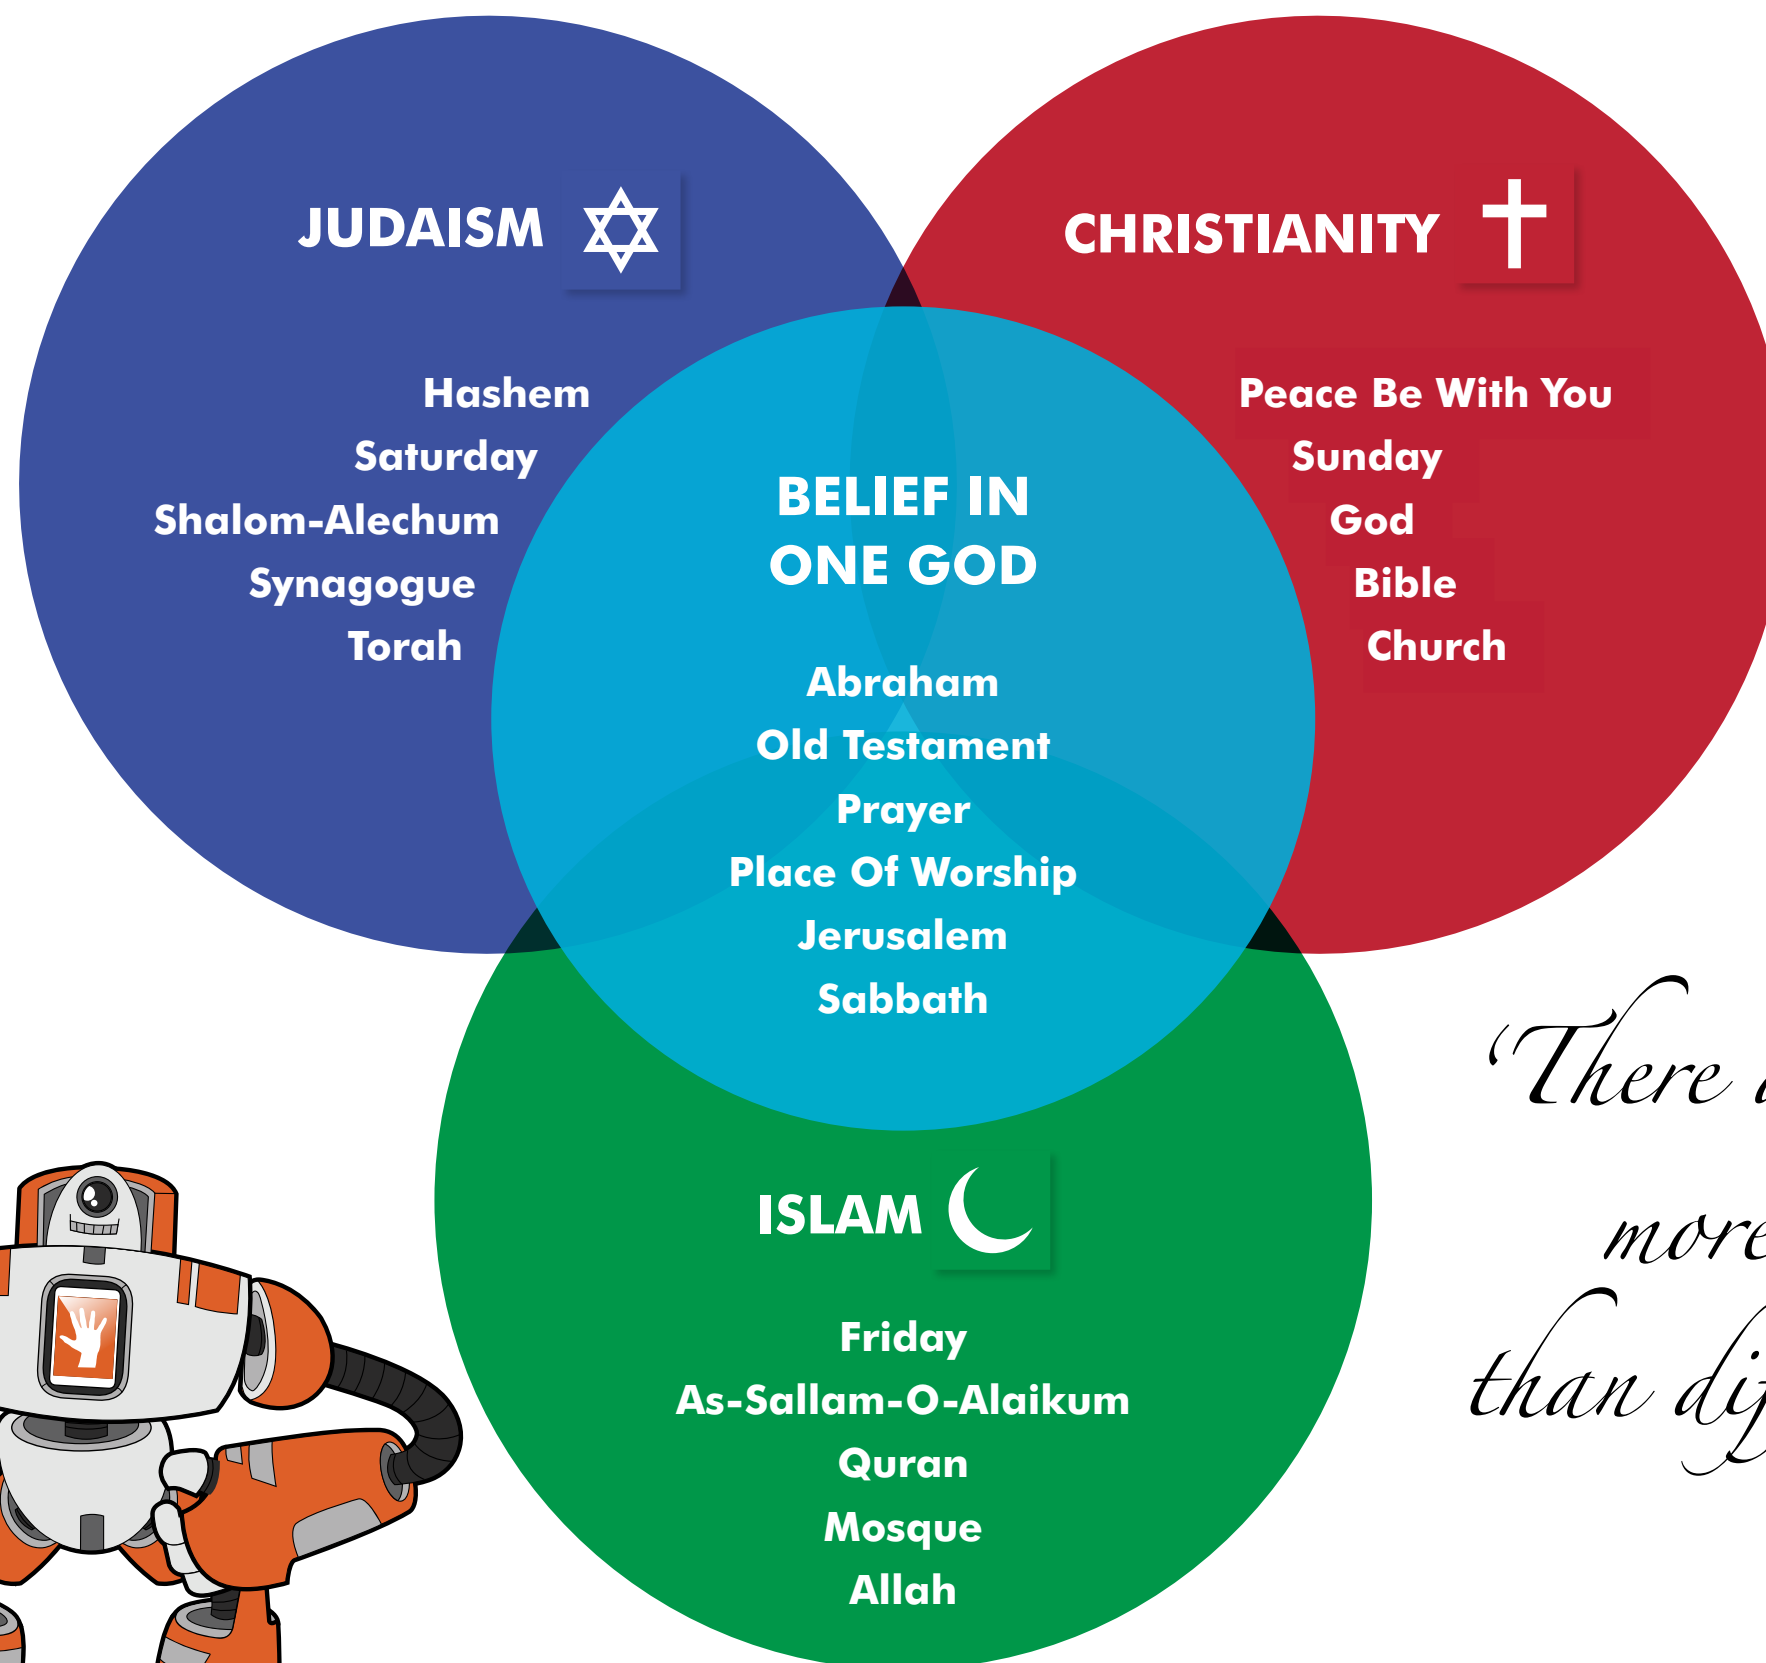 JUDAISM
Hashem
Saturday
Shalom-Alechum
Synagogue
Torah
CHRISTIANITY
Peace Be With You
Sunday
God
Bible
Church
BELIEF IN
ONE GOD
Abraham
Old Testament
Prayer
Place Of Worship
Jerusalem
Sabbath
ISLAM
Friday
As-Sallam-O-Alaikum
Quran
Mosque
Allah
‘There
more
than